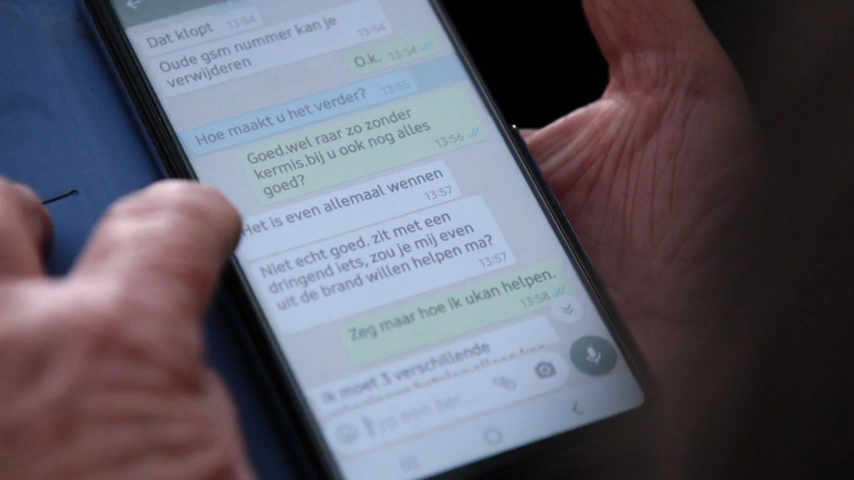 Dat klopt 13:54
Oude gsm nummer kan je
verwijderen 13:54
O.k. 13:54
Hoe maakt u het verder? 13:55
Goed.wel raar zo zonder
kermis.bij u ook nog alles
goed? 13:56
Het is even allemaal wennen
13:57
Niet echt goed. zit met een
dringend iets, zou je mij even
uit de brand willen helpen ma?
13:57
Zeg maar hoe ik ukan helpen.
13:58
Ik moet 3 verschillende
Typ een ber...